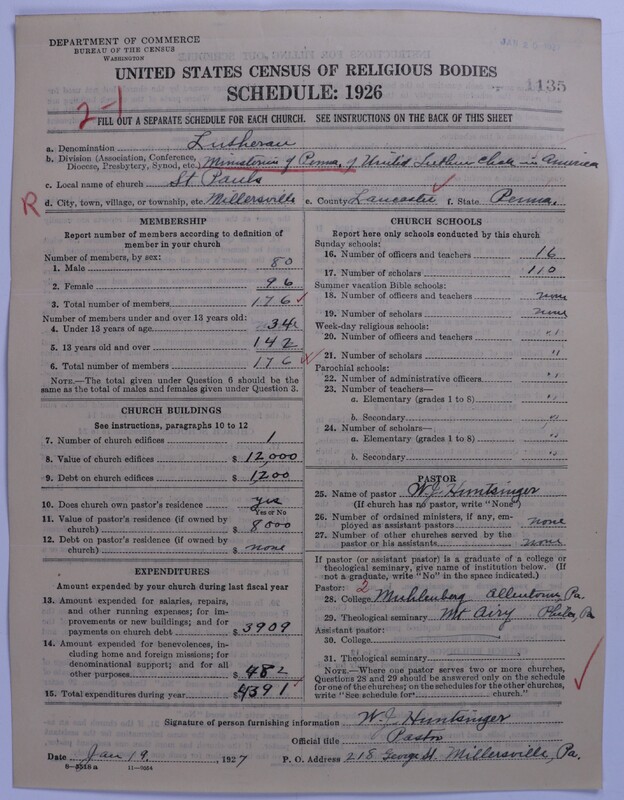 DEPARTMENT OF COMMERCE
BUREAU OF THE CENSUS
WASHINGTON
UNITED STATES CENSUS OF RELIGIOUS BODIES
SCHEDULE: 1926
1135
2-1
FILL OUT A SEPARATE SCHEDULE FOR EACH CHURCH. SEE INSTRUCTIONS ON THE BACK OF THIS SHEET
a. Denomination Lutheran
b. Division (Association, Conference, Diocese, Presbytery, Synod, etc.) Ministerium of Penna. of United Luthn Chch in America
c. Local name of church St Pauls
R
d. City, town, village, or township, etc. Millersville e. County Lancaster f. State Penna.
MEMBERSHIP
Report number of members according to definition of member in your church
Number of members, by sex:
1. Male 80
2. Female 96
3. Total number of members 176
Number of members under and over 13 years old:
4. Under 13 years of age 34
5. 13 years old and over 142
6. Total number of members 176
NOTE.—The total given under Question 6 should be the same as the total of males and females given under Question 3.
CHURCH BUILDINGS
See instructions, paragraphs 10 to 12
7. Number of church edifices 1
8. Value of church edifices $ 12,000
9. Debt on church edifices $ 1,200
10. Does church own pastor's residence yes
Yes or No
11. Value of pastor's residence (if owned by church) $ 8000
12. Debt on pastor's residence (if owned by church) $ none
EXPENDITURES
Amount expended by your church during last fiscal year
13. Amount expended for salaries, repairs, and other running expenses; for improvements or new buildings; and for payments on church debt $ 3909
14. Amount expended for benevolences, including home and foreign missions; for denominational support; and for all other purposes $ 482
15. Total expenditures during year $ 4391
CHURCH SCHOOLS
Report here only schools conducted by this church
Sunday schools:
16. Number of officers and teachers 16
17. Number of scholars 110
Summer vacation Bible schools:
18. Number of officers and teachers none
19. Number of scholars none
Week-day religious schools:
20. Number of officers and teachers "
21. Number of scholars "
Parochial schools:
22. Number of administrative officers "
23. Number of teachers—
a. Elementary (grades 1 to 8) "
b. Secondary "
24. Number of scholars—
a. Elementary (grades 1 to 8) "
b. Secondary "
PASTOR
25. Name of pastor W. J. Huntsinger
(If church has no pastor, write "None")
26. Number of ordained ministers, if any, employed as assistant pastors none
27. Number of other churches served by the pastor or his assistants none
If pastor (or assistant pastor) is a graduate of a college or theological seminary, give name of institution below. (If not a graduate, write "No" in the space indicated.)
Pastor: 2
28. College Muhlenberg Allentown, Pa.
29. Theological seminary Mt Airy Phila, Pa
Assistant pastor:
30. College
31. Theological seminary
NOTE.—Where one pastor serves two or more churches, Questions 28 and 29 should be answered only on the schedule for one of the churches; on the schedules for the other churches, write "See schedule for church."
Signature of person furnishing information W. J. Huntsinger
Official title Pastor
Date Jan 19, 1927 P. O. Address 218 George St. Millersville, Pa.
8-5518 a 11-9564